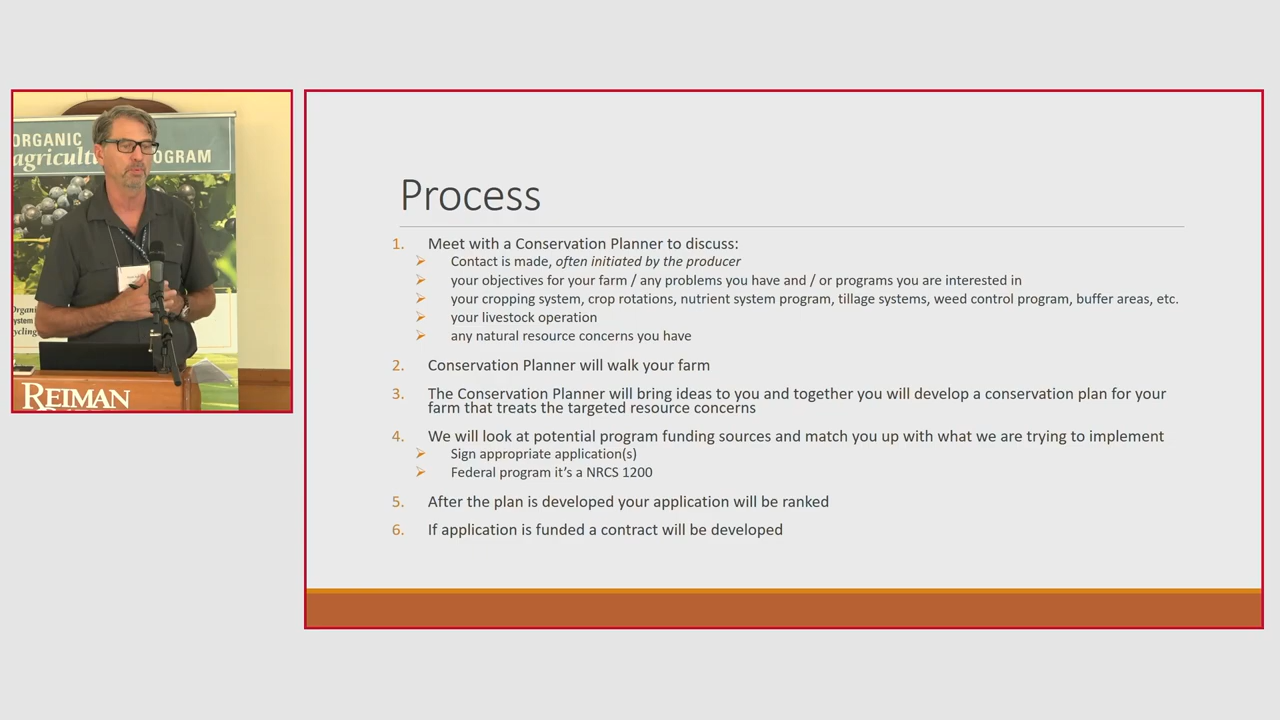 ORGANIC
agricult OGRAM
REIMAN
Process
1. Meet with a Conservation Planner to discuss:
Contact is made, often initiated by the producer
your objectives for your farm / any problems you have and / or programs you are interested in
your cropping system, crop rotations, nutrient system program, tillage systems, weed control program, buffer areas, etc.
your livestock operation
any natural resource concerns you have
2. Conservation Planner will walk your farm
3. The Conservation Planner will bring ideas to you and together you will develop a conservation plan for your
farm that treats the targeted resource concerns
4. We will look at potential program funding sources and match you up with what we are trying to implement
Sign appropriate application(s)
Federal program it’s a NRCS 1200
5. After the plan is developed your application will be ranked
6. If application is funded a contract will be developed